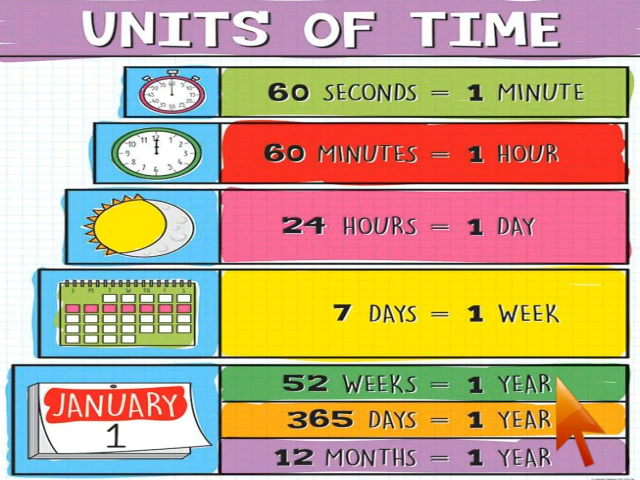 UNITS OF TIME
60 SECONDS = 1 MINUTE
60 MINUTES = 1 HOUR
24 HOURS = 1 DAY
7 DAYS = 1 WEEK
52 WEEKS = 1 YEAR
JANUARY
1
365 DAYS = 1 YEAR
12 MONTHS = 1 YEAR